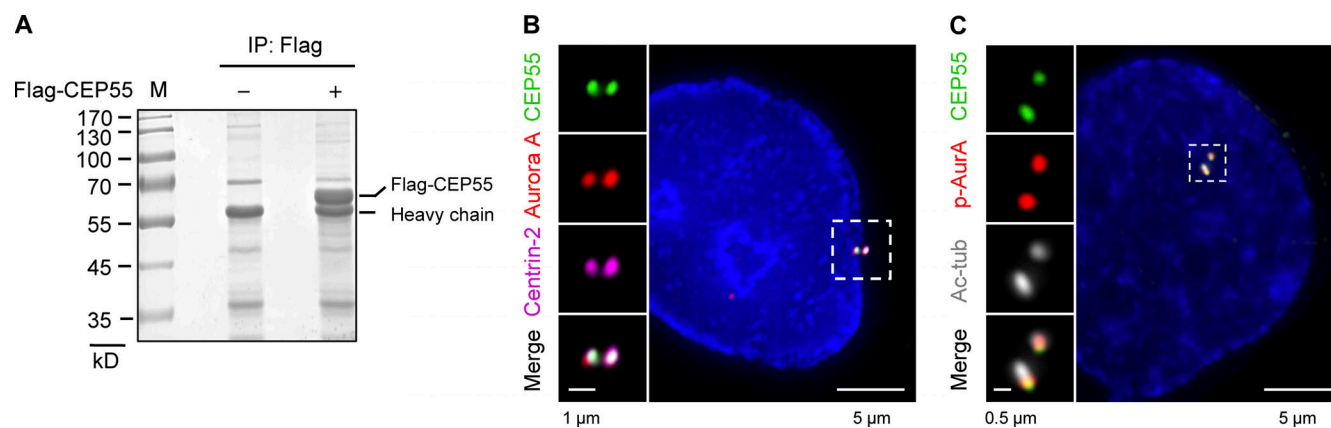 A
IP: Flag
Flag-CEP55 M – +
170
130
100
70
55
45
35
kD
Flag-CEP55
Heavy chain
B
CEP55
Aurora A
Centrin-2
Merge
1 µm
5 µm
C
CEP55
p-AurA
Ac-tub
Merge
0.5 µm
5 µm